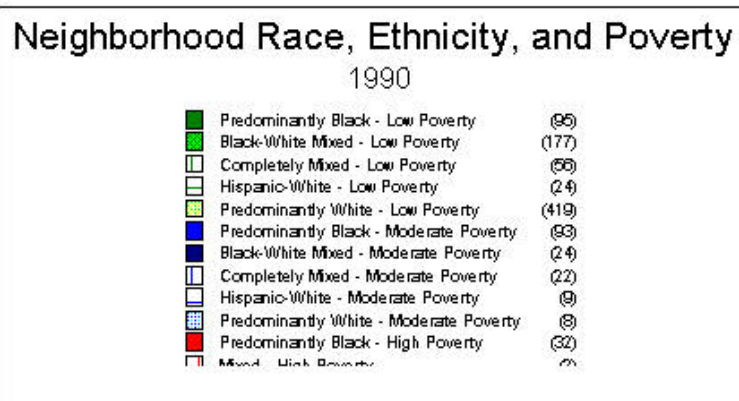 Neighborhood Race, Ethnicity, and Poverty
1990
Predominantly Black - Low Poverty (95)
Black-White Mixed - Low Poverty (177)
Completely Mixed - Low Poverty (56)
Hispanic-White - Low Poverty (24)
Predominantly White - Low Poverty (419)
Predominantly Black - Moderate Poverty (93)
Black-White Mixed - Moderate Poverty (24)
Completely Mixed - Moderate Poverty (22)
Hispanic-White - Moderate Poverty (9)
Predominantly White - Moderate Poverty (8)
Predominantly Black - High Poverty (32)
Mixed - High Poverty